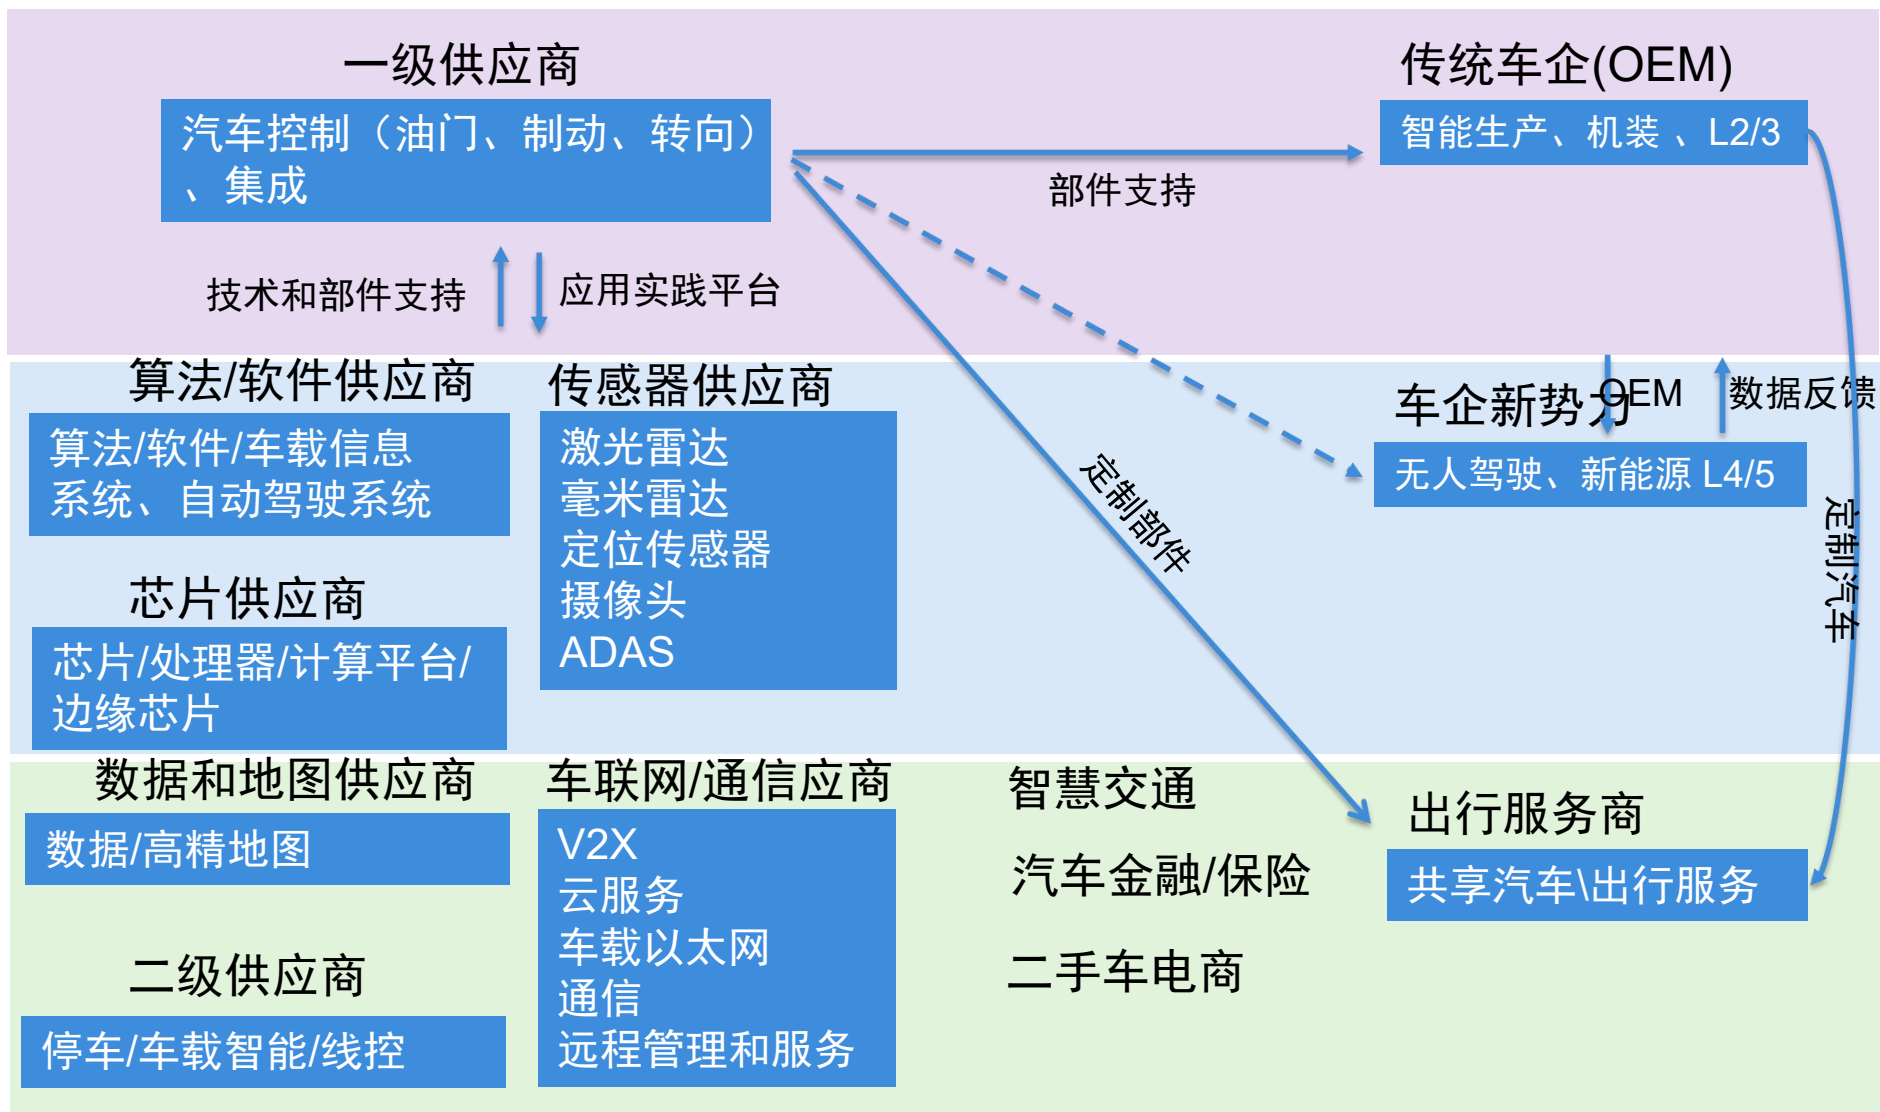 一级供应商
汽车控制（油门、制动、转向）
、集成
传统车企(OEM)
智能生产、机装 、L2/3
部件支持
技术和部件支持
应用实践平台
算法/软件供应商
算法/软件/车载信息
系统、自动驾驶系统
传感器供应商
激光雷达
毫米雷达
定位传感器
摄像头
ADAS
车企新势力
OEM
数据反馈
无人驾驶、新能源 L4/5
定制部件
定制汽车
芯片供应商
芯片/处理器/计算平台/
边缘芯片
数据和地图供应商
数据/高精地图
车联网/通信应商
V2X
云服务
车载以太网
通信
远程管理和服务
智慧交通
汽车金融/保险
二手车电商
出行服务商
共享汽车\出行服务
二级供应商
停车/车载智能/线控